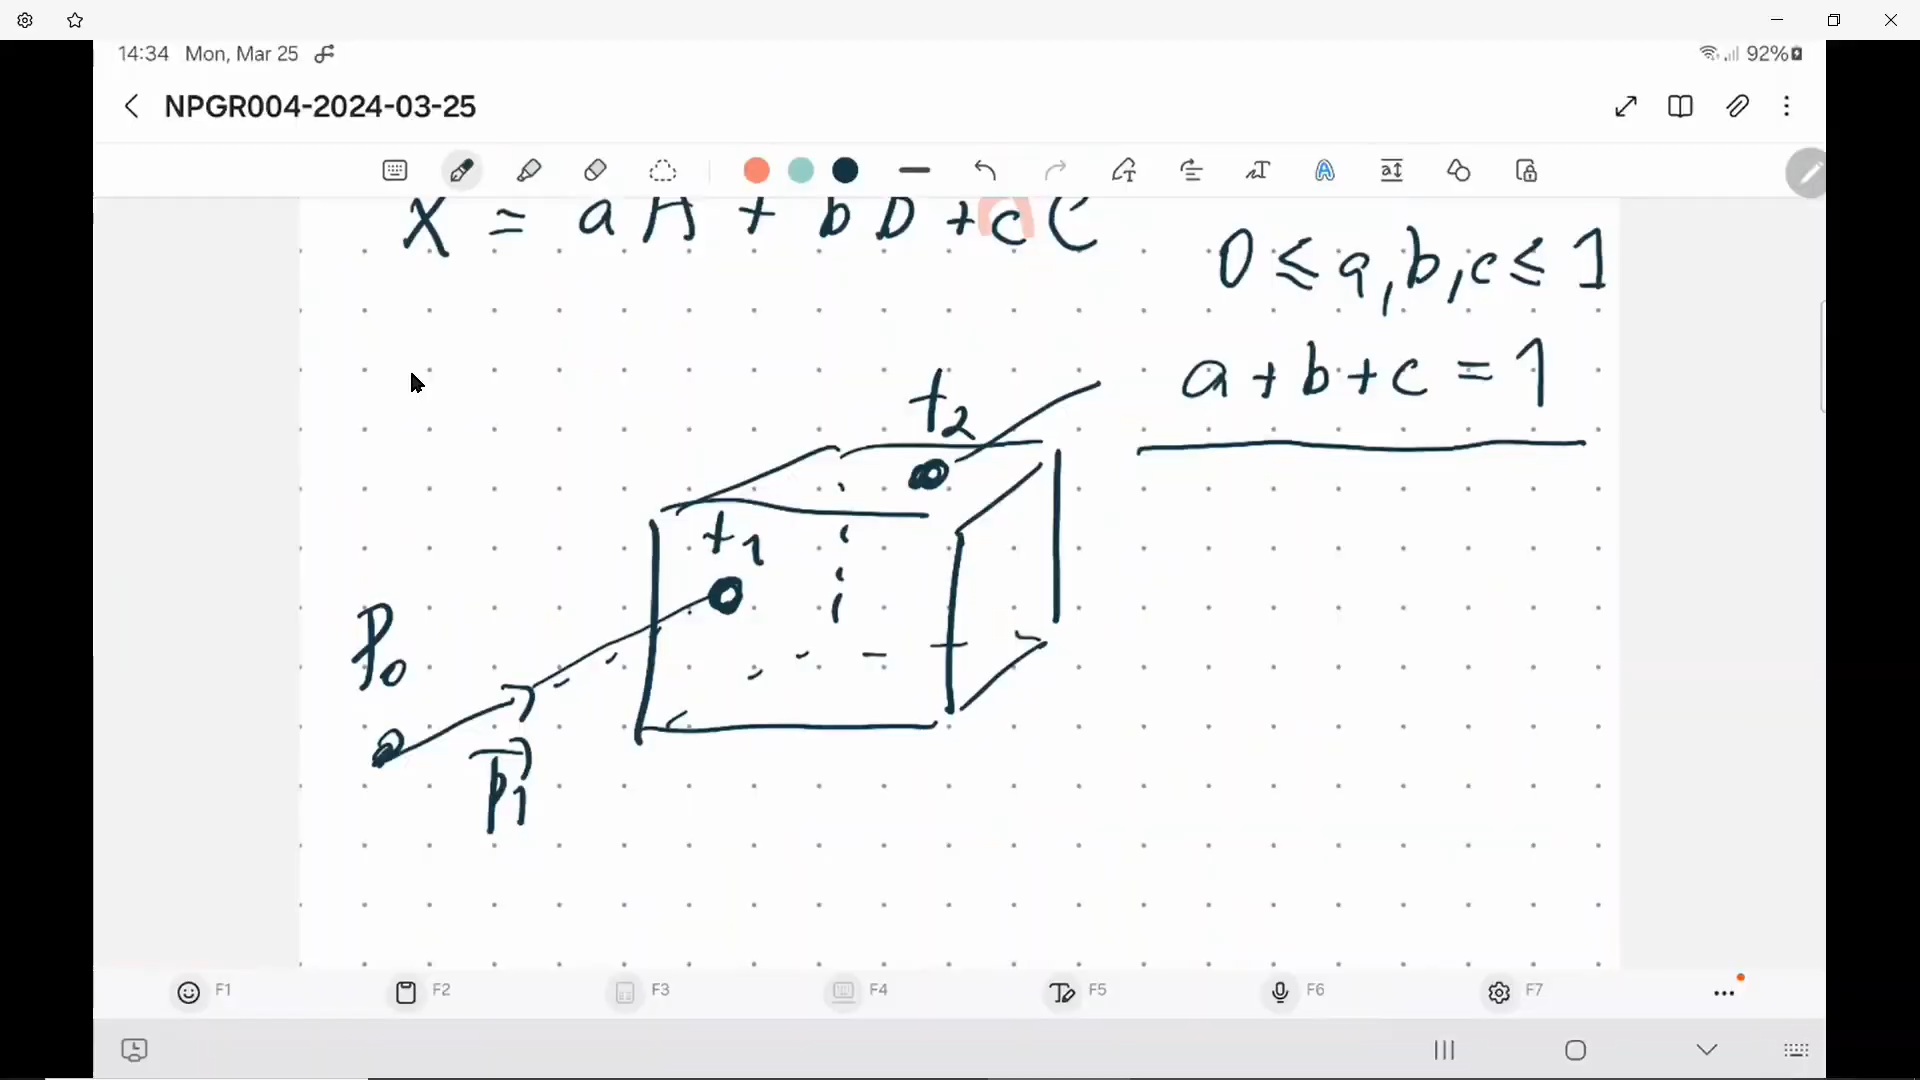 14:34 Mon, Mar 25 92%
NPGR004-2024-03-25
X = aA + bB + cC
0 ≤ a, b, c ≤ 1
a + b + c = 1
t₂
t₁
P₀
p⃗₁
F1 F2 F3 F4 F5 F6 F7